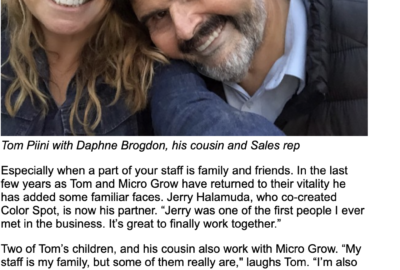 Tom Piini with Daphne Brogdon, his cousin and Sales rep
Especially when a part of your staff is family and friends. In the last
few years as Tom and Micro Grow have returned to their vitality he
has added some familiar faces. Jerry Halamuda, who co-created
Color Spot, is now his partner. “Jerry was one of the first people I ever
met in the business. It’s great to finally work together.”
Two of Tom’s children, and his cousin also work with Micro Grow. “My
staff is my family, but some of them really are," laughs Tom. “I’m also